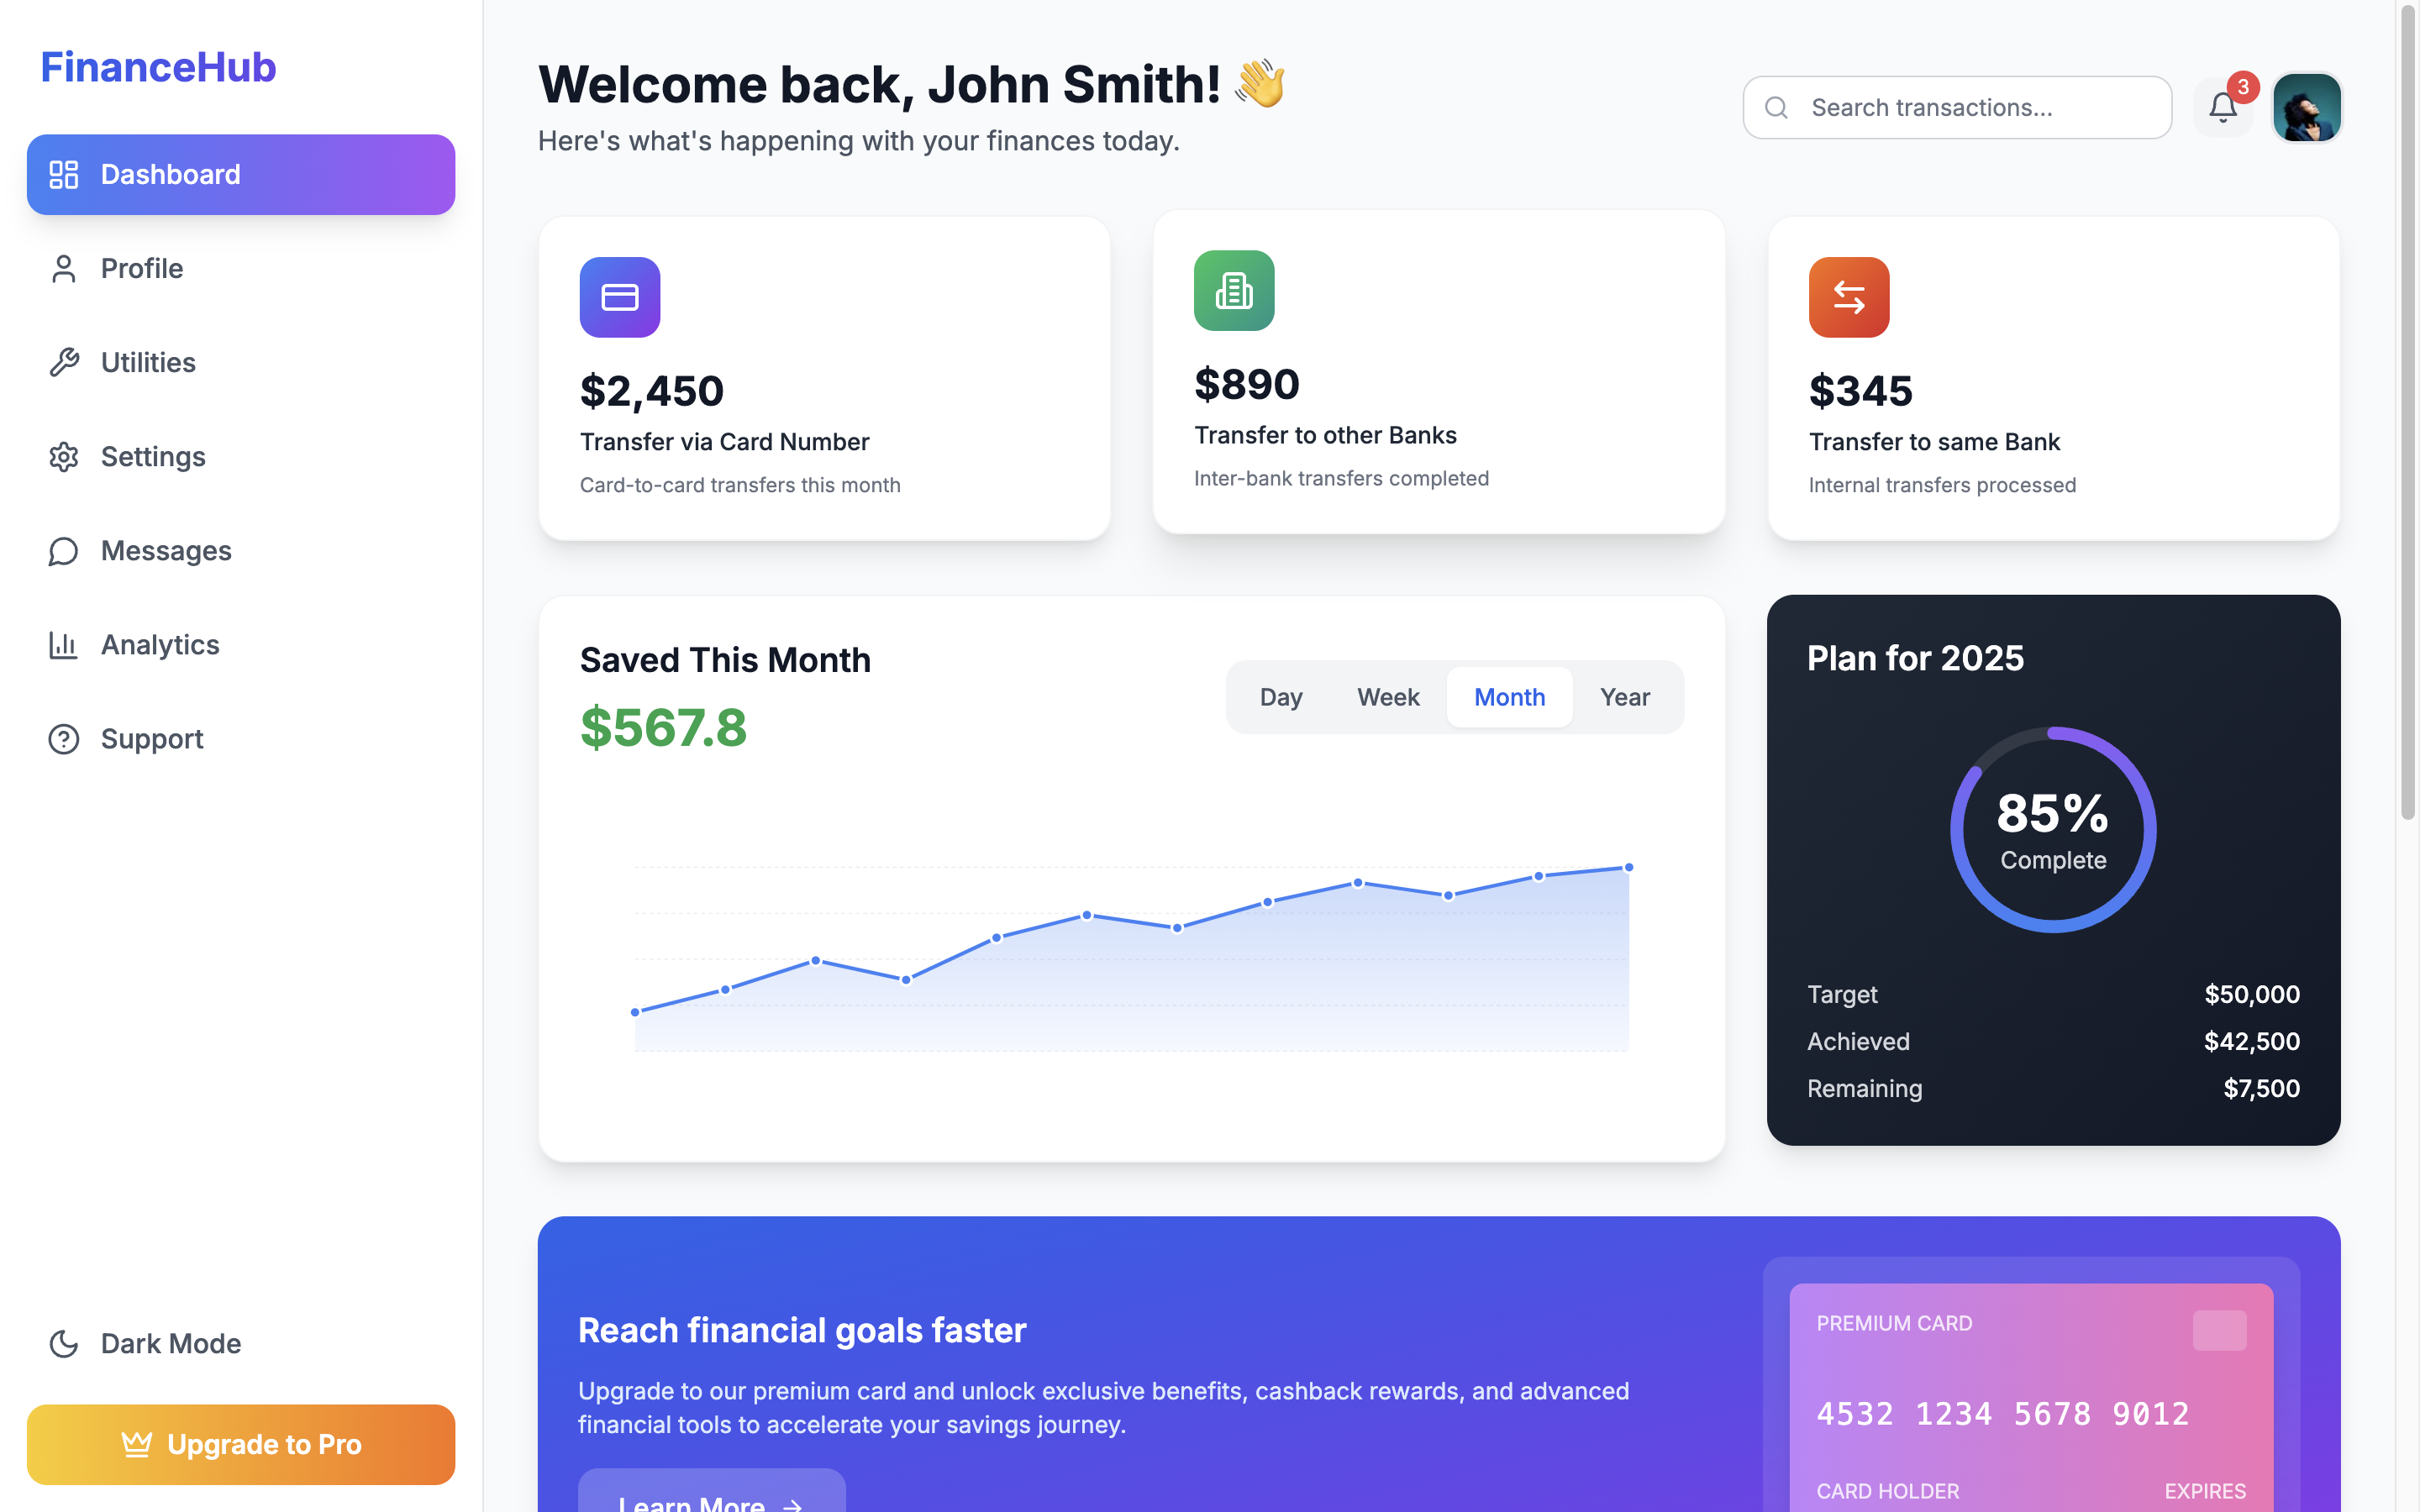 FinanceHub
Dashboard
Profile
Utilities
Settings
Messages
Analytics
Support
Dark Mode
Upgrade to Pro
Welcome back, John Smith! 👋
Here's what's happening with your finances today.
Search transactions...
3
$2,450
Transfer via Card Number
Card-to-card transfers this month
$890
Transfer to other Banks
Inter-bank transfers completed
$345
Transfer to same Bank
Internal transfers processed
Saved This Month
$567.8
Day Week Month Year
Plan for 2025
85%
Complete
Target $50,000
Achieved $42,500
Remaining $7,500
Reach financial goals faster
Upgrade to our premium card and unlock exclusive benefits, cashback rewards, and advanced
financial tools to accelerate your savings journey.
Learn More →
PREMIUM CARD
4532 1234 5678 9012
CARD HOLDER EXPIRES